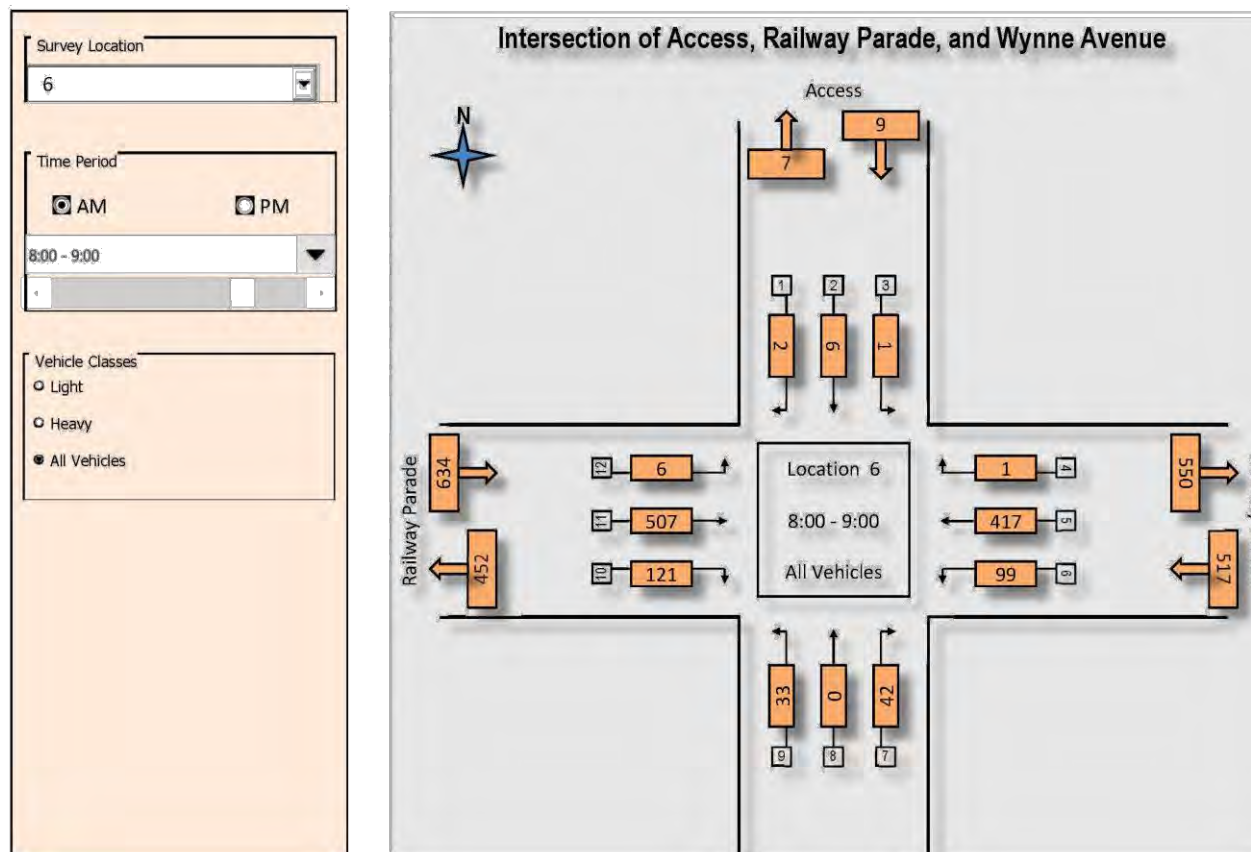 Survey Location
6
Time Period
AM
PM
8:00 - 9:00
Vehicle Classes
Light
Heavy
All Vehicles
Intersection of Access, Railway Parade, and Wynne Avenue
Access
N
7
9
1
2
3
2
6
1
Railway Parade
634
452
12
6
11
507
10
121
Location 6
8:00 - 9:00
All Vehicles
1
4
417
5
99
6
550
517
33
0
42
9
8
7